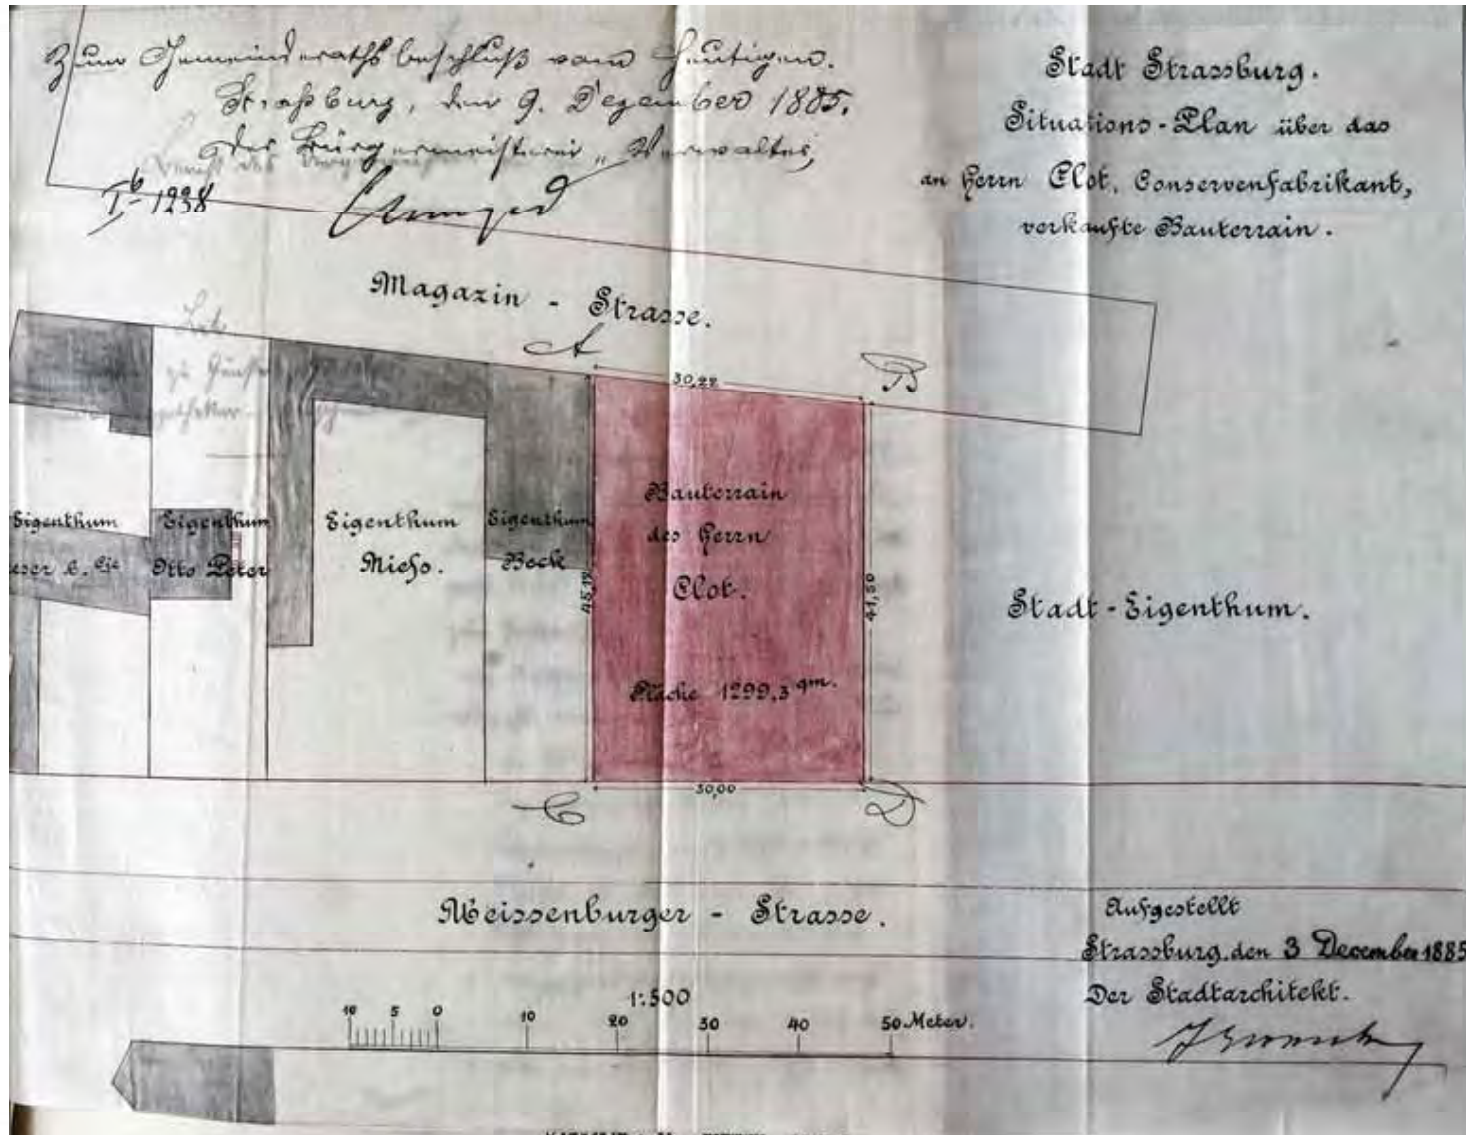 Zum Gemeinderathsbeschluß vom Heutigen.
Straßburg, den 9. Dezember 1885.
Der Bürgermeisterei-Verwalter,
1238
Stadt Strassburg.
Situations-Plan über das
an Herrn Clot, Conservenfabrikant,
verkaufte Bauterrain.
Magazin - Strasse.
A
B
30,22
Bauterrain
des Herrn
Clot.
Fläche 1299,3 qm.
45,12
41,50
30,00
C
D
Eigenthum
Eigenthum
Otto Peter
Eigenthum
Eigenthum
Beck
Stadt-Eigenthum.
Weissenburger - Strasse.
Aufgestellt
Strassburg, den 3 December 1885
Der Stadtarchitekt.
1:500
10 5 0 10 20 30 40 50 Meter.